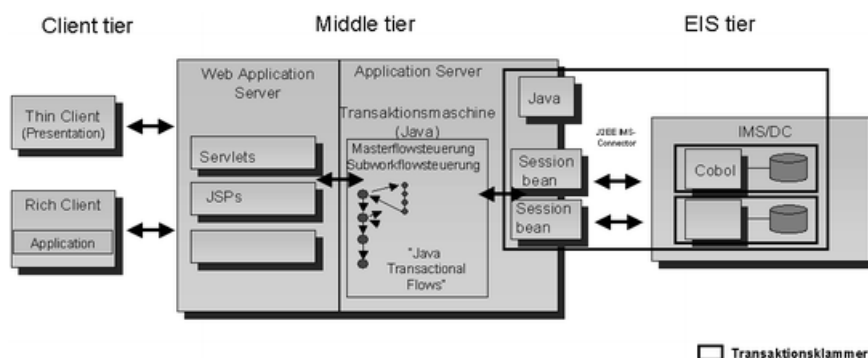 Client tier
Middle tier
EIS tier
Thin Client
(Presentation)
Rich Client
Application
Web Application
Server
Servlets
JSPs
Application Server
Transaktionsmaschine
(Java)
Masterflowsteuerung
Subworkflowsteuerung
"Java
Transactional
Flows"
Java
Session
bean
Session
bean
J2EE IMS-
Connector
IMS/DC
Cobol
Transaktionsklammer